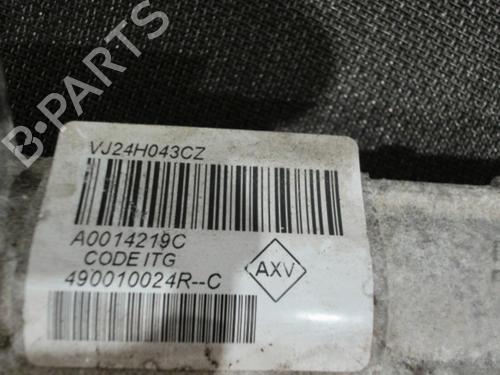 B-PARTS
VJ24H043CZ
A0014219C
CODE ITG
490010024R--C
AXV